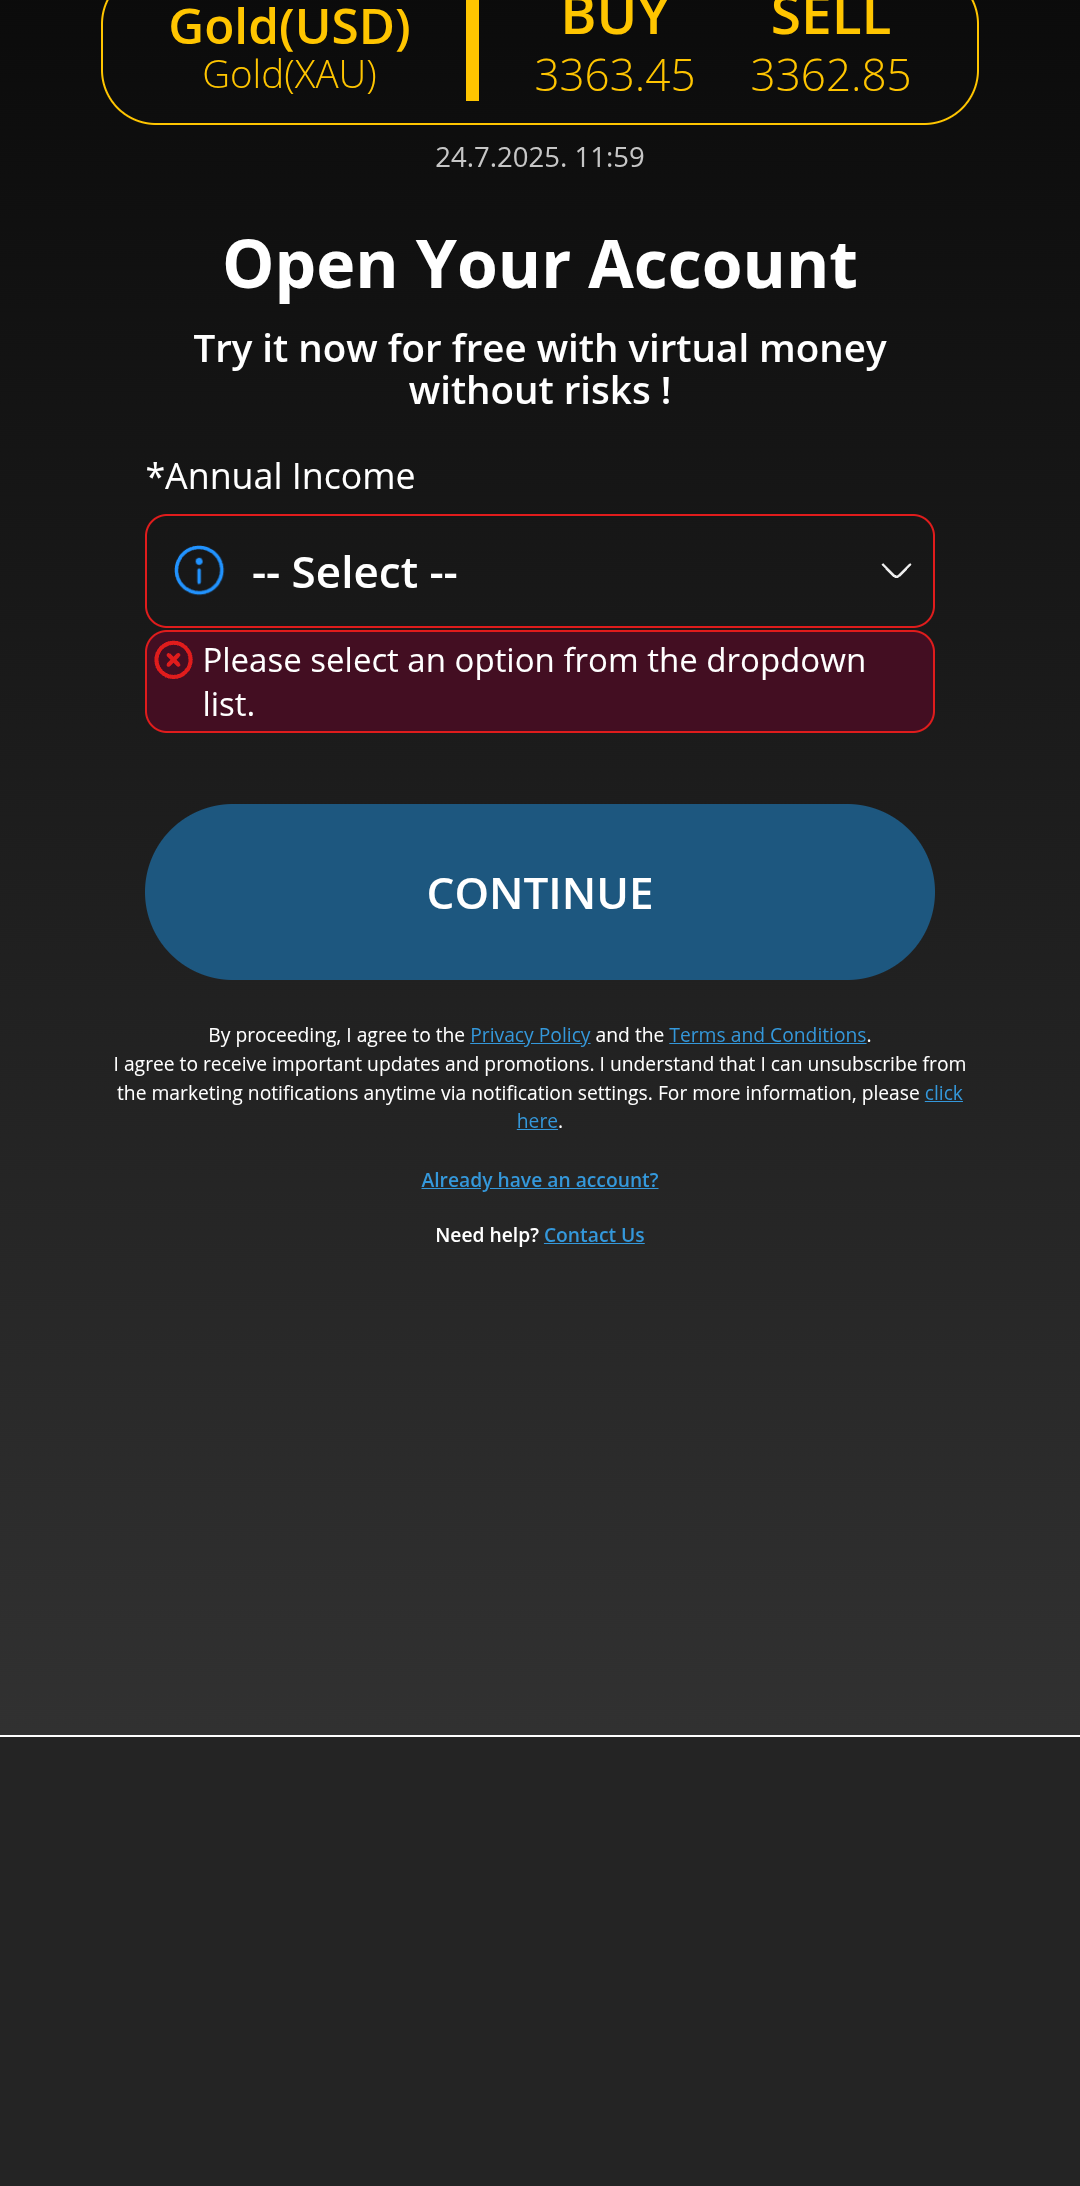 Gold(USD)
Gold(XAU)
BUY
3363.45
SELL
3362.85
24.7.2025. 11:59
Open Your Account
Try it now for free with virtual money
without risks !
*Annual Income
-- Select --
Please select an option from the dropdown
list.
CONTINUE
By proceeding, I agree to the Privacy Policy and the Terms and Conditions.
I agree to receive important updates and promotions. I understand that I can unsubscribe from
the marketing notifications anytime via notification settings. For more information, please click
here.
Already have an account?
Need help? Contact Us